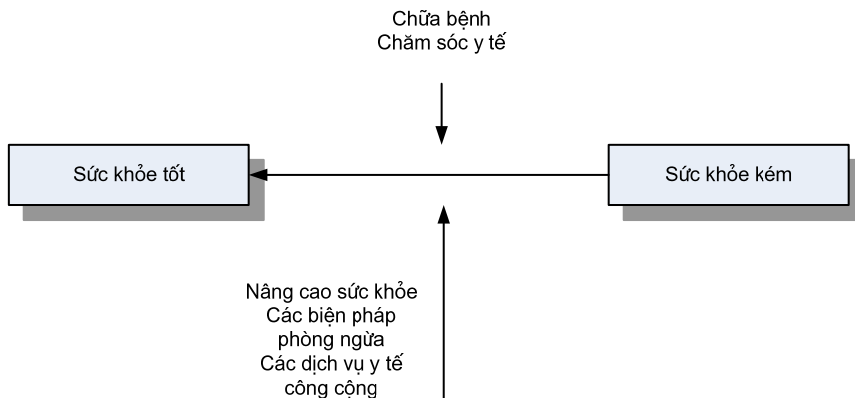 Chữa bệnh
Chăm sóc y tế
Sức khỏe tốt
Sức khỏe kém
Nâng cao sức khỏe
Các biện pháp
phòng ngừa
Các dịch vụ y tế
công cộng